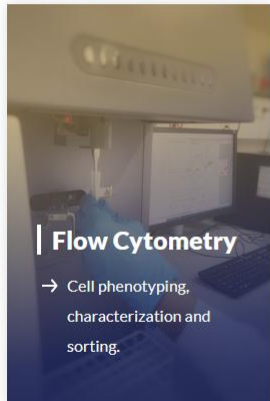 Flow Cytometry
→ Cell phenotyping,
characterization and
sorting.